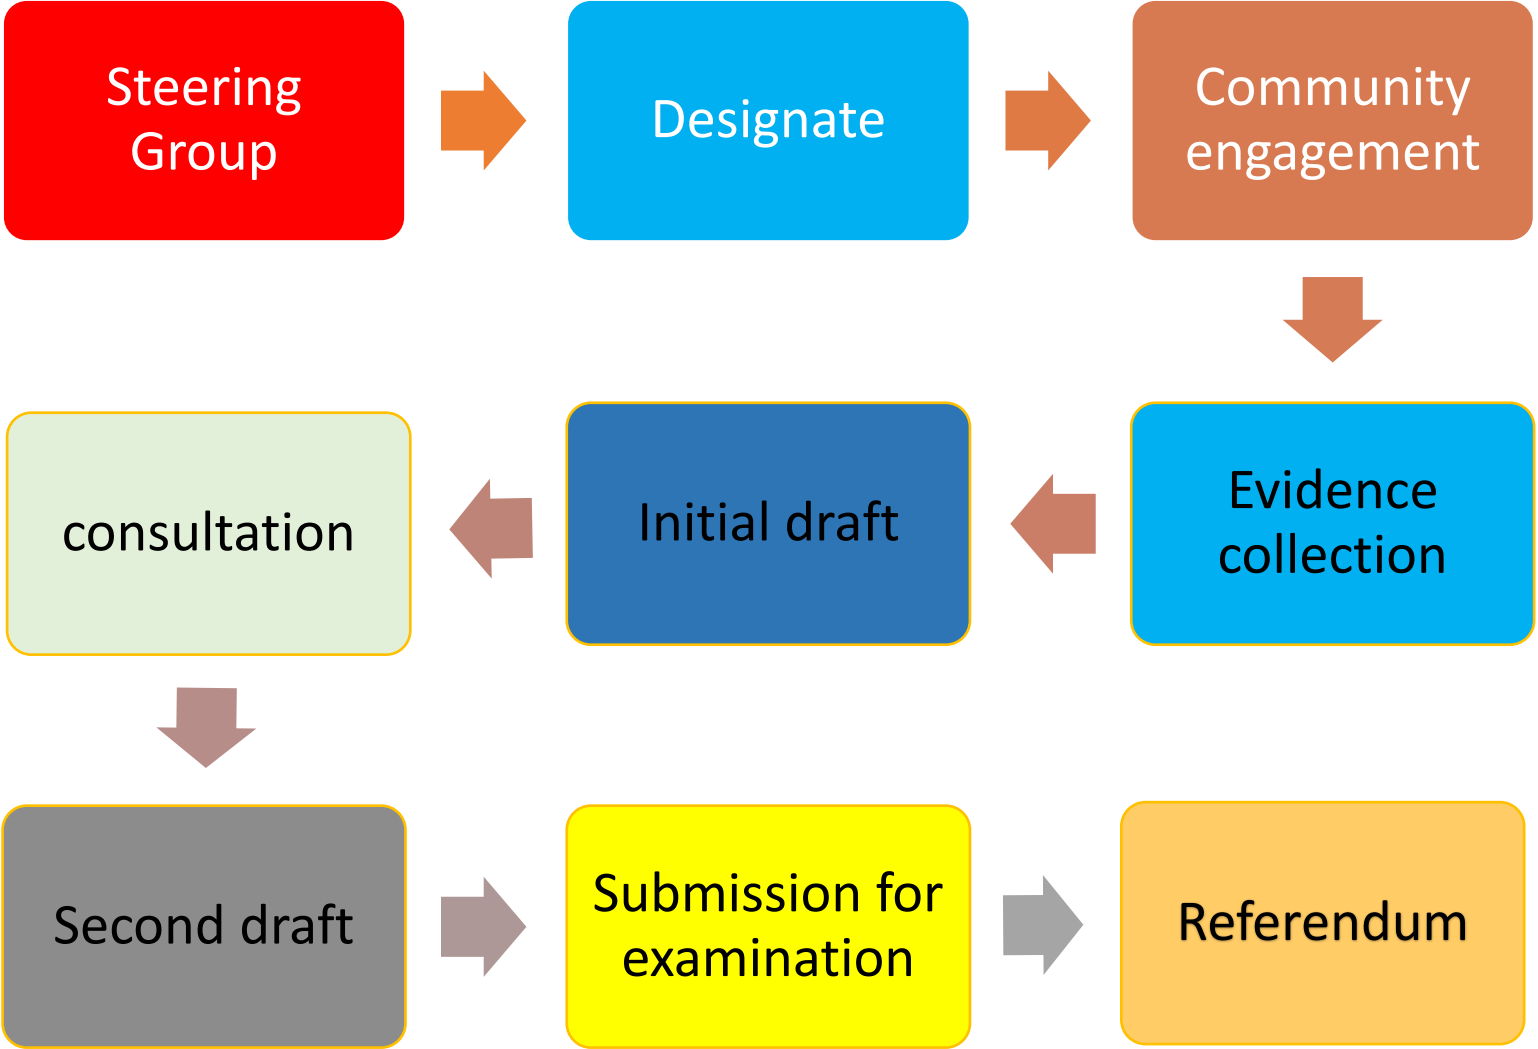 Steering
Group
Designate
Community
engagement
Evidence
collection
Initial draft
consultation
Second draft
Submission for
examination
Referendum